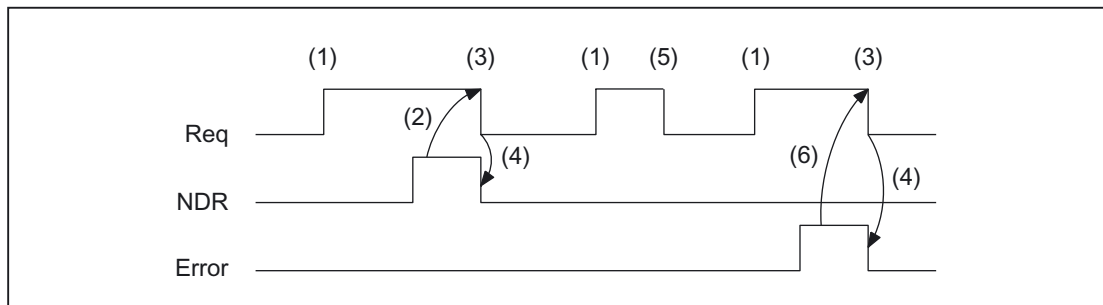 (1) (3) (1) (5) (1) (3)
Req
(2)
(4)
(6)
(4)
NDR
Error